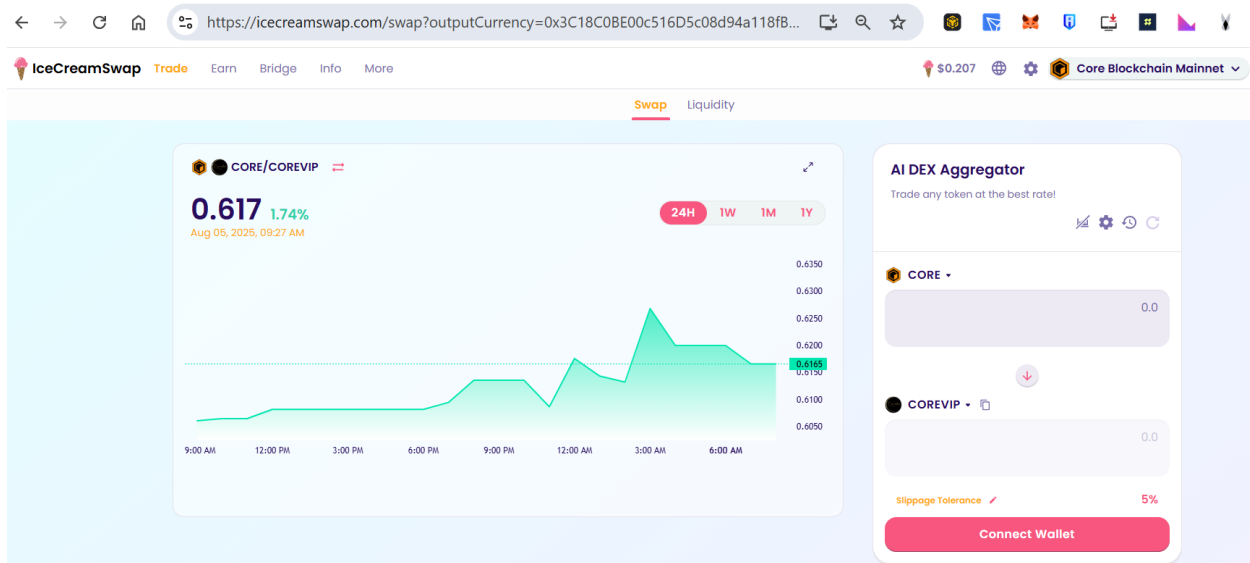 https://icecreamswap.com/swap?outputCurrency=0x3C18C0BE00c516D5c08d94a118fB...
IceCreamSwap Trade Earn Bridge Info More $0.207 Core Blockchain Mainnet
Swap Liquidity
CORE/COREVIP
0.617 1.74%
Aug 05, 2025, 09:27 AM
24H 1W 1M 1Y
0.6350
0.6300
0.6250
0.6200
0.6165
0.6150
0.6100
0.6050
9:00 AM 12:00 PM 3:00 PM 6:00 PM 9:00 PM 12:00 AM 3:00 AM 6:00 AM
AI DEX Aggregator
Trade any token at the best rate!
CORE
0.0
COREVIP
0.0
Slippage Tolerance 5%
Connect Wallet